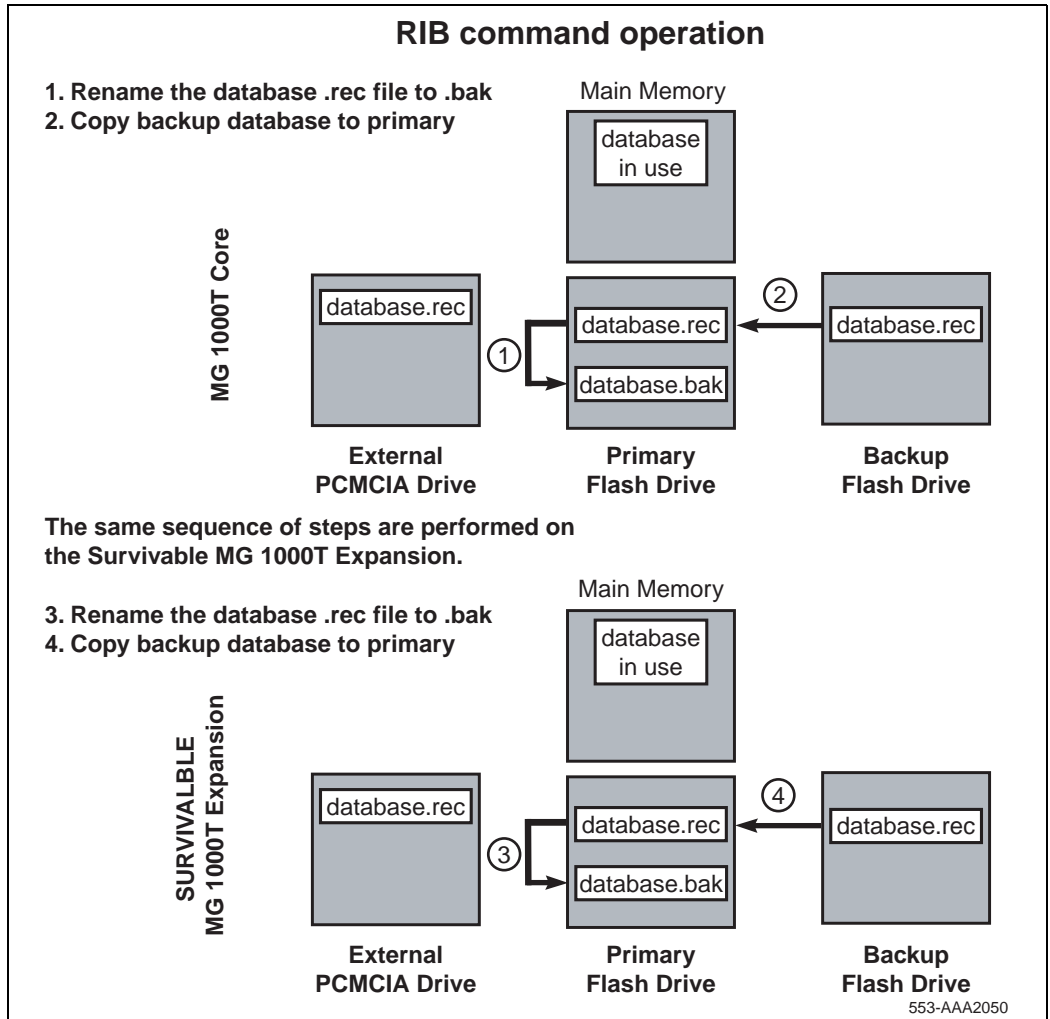 RIB command operation
1. Rename the database .rec file to .bak
2. Copy backup database to primary
Main Memory
database
in use
MG 1000T Core
database.rec
1
database.rec
database.bak
2
database.rec
External
PCMCIA Drive
Primary
Flash Drive
Backup
Flash Drive
The same sequence of steps are performed on
the Survivable MG 1000T Expansion.
3. Rename the database .rec file to .bak
4. Copy backup database to primary
Main Memory
database
in use
SURVIVALBLE
MG 1000T Expansion
database.rec
3
database.rec
database.bak
4
database.rec
External
PCMCIA Drive
Primary
Flash Drive
Backup
Flash Drive
553-AAA2050